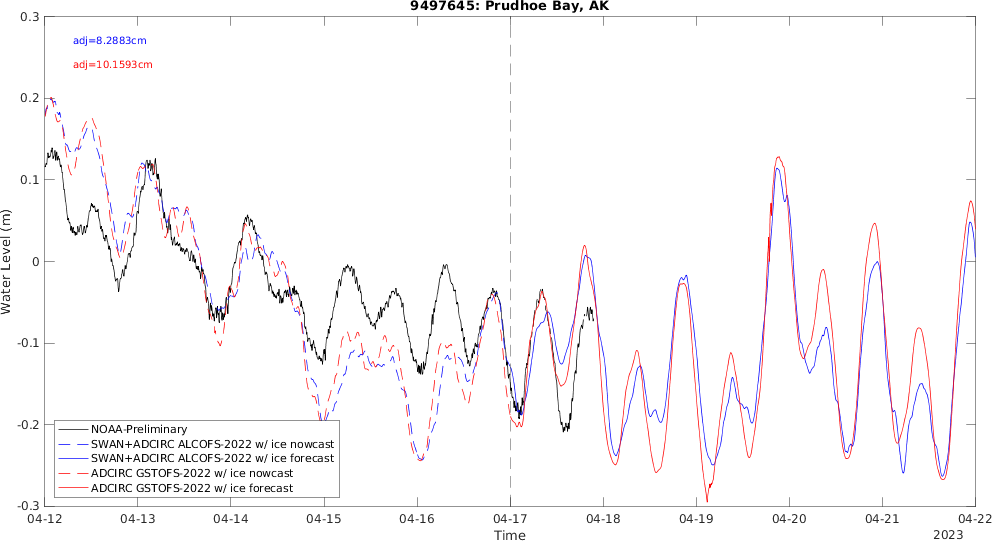 9497645: Prudhoe Bay, AK
0.3
adj=8.2883cm
adj=10.1593cm
0.2
0.1
0
-0.1
-0.2
-0.3
Water Level (m)
NOAA-Preliminary
SWAN+ADCIRC ALCOFS-2022 w/ ice nowcast
SWAN+ADCIRC ALCOFS-2022 w/ ice forecast
ADCIRC GSTOFS-2022 w/ ice nowcast
ADCIRC GSTOFS-2022 w/ ice forecast
04-12 04-13 04-14 04-15 04-16 04-17 04-18 04-19 04-20 04-21 04-22
Time
2023